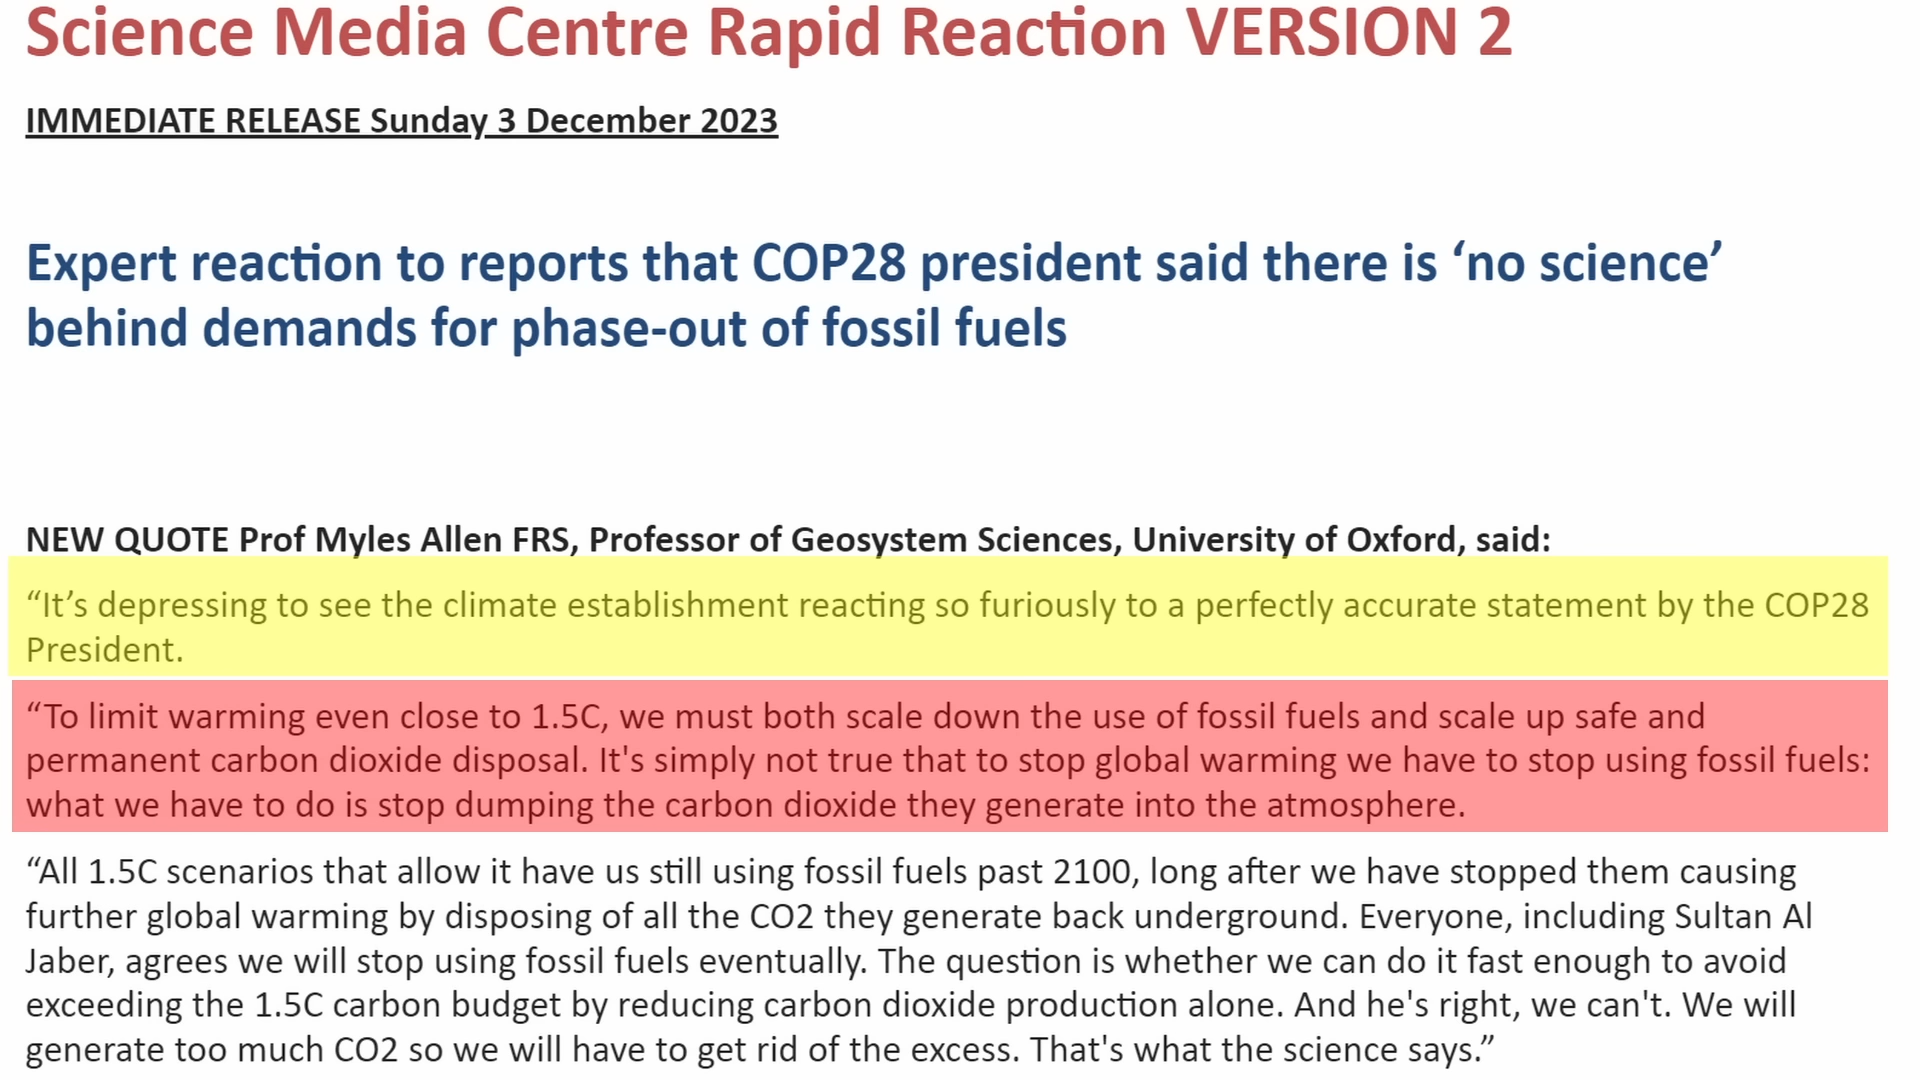 Science Media Centre Rapid Reaction VERSION 2
IMMEDIATE RELEASE Sunday 3 December 2023
Expert reaction to reports that COP28 president said there is ‘no science’
behind demands for phase-out of fossil fuels
NEW QUOTE Prof Myles Allen FRS, Professor of Geosystem Sciences, University of Oxford, said:
“It’s depressing to see the climate establishment reacting so furiously to a perfectly accurate statement by the COP28
President.
“To limit warming even close to 1.5C, we must both scale down the use of fossil fuels and scale up safe and
permanent carbon dioxide disposal. It's simply not true that to stop global warming we have to stop using fossil fuels:
what we have to do is stop dumping the carbon dioxide they generate into the atmosphere.
“All 1.5C scenarios that allow it have us still using fossil fuels past 2100, long after we have stopped them causing
further global warming by disposing of all the CO2 they generate back underground. Everyone, including Sultan Al
Jaber, agrees we will stop using fossil fuels eventually. The question is whether we can do it fast enough to avoid
exceeding the 1.5C carbon budget by reducing carbon dioxide production alone. And he's right, we can't. We will
generate too much CO2 so we will have to get rid of the excess. That's what the science says.”